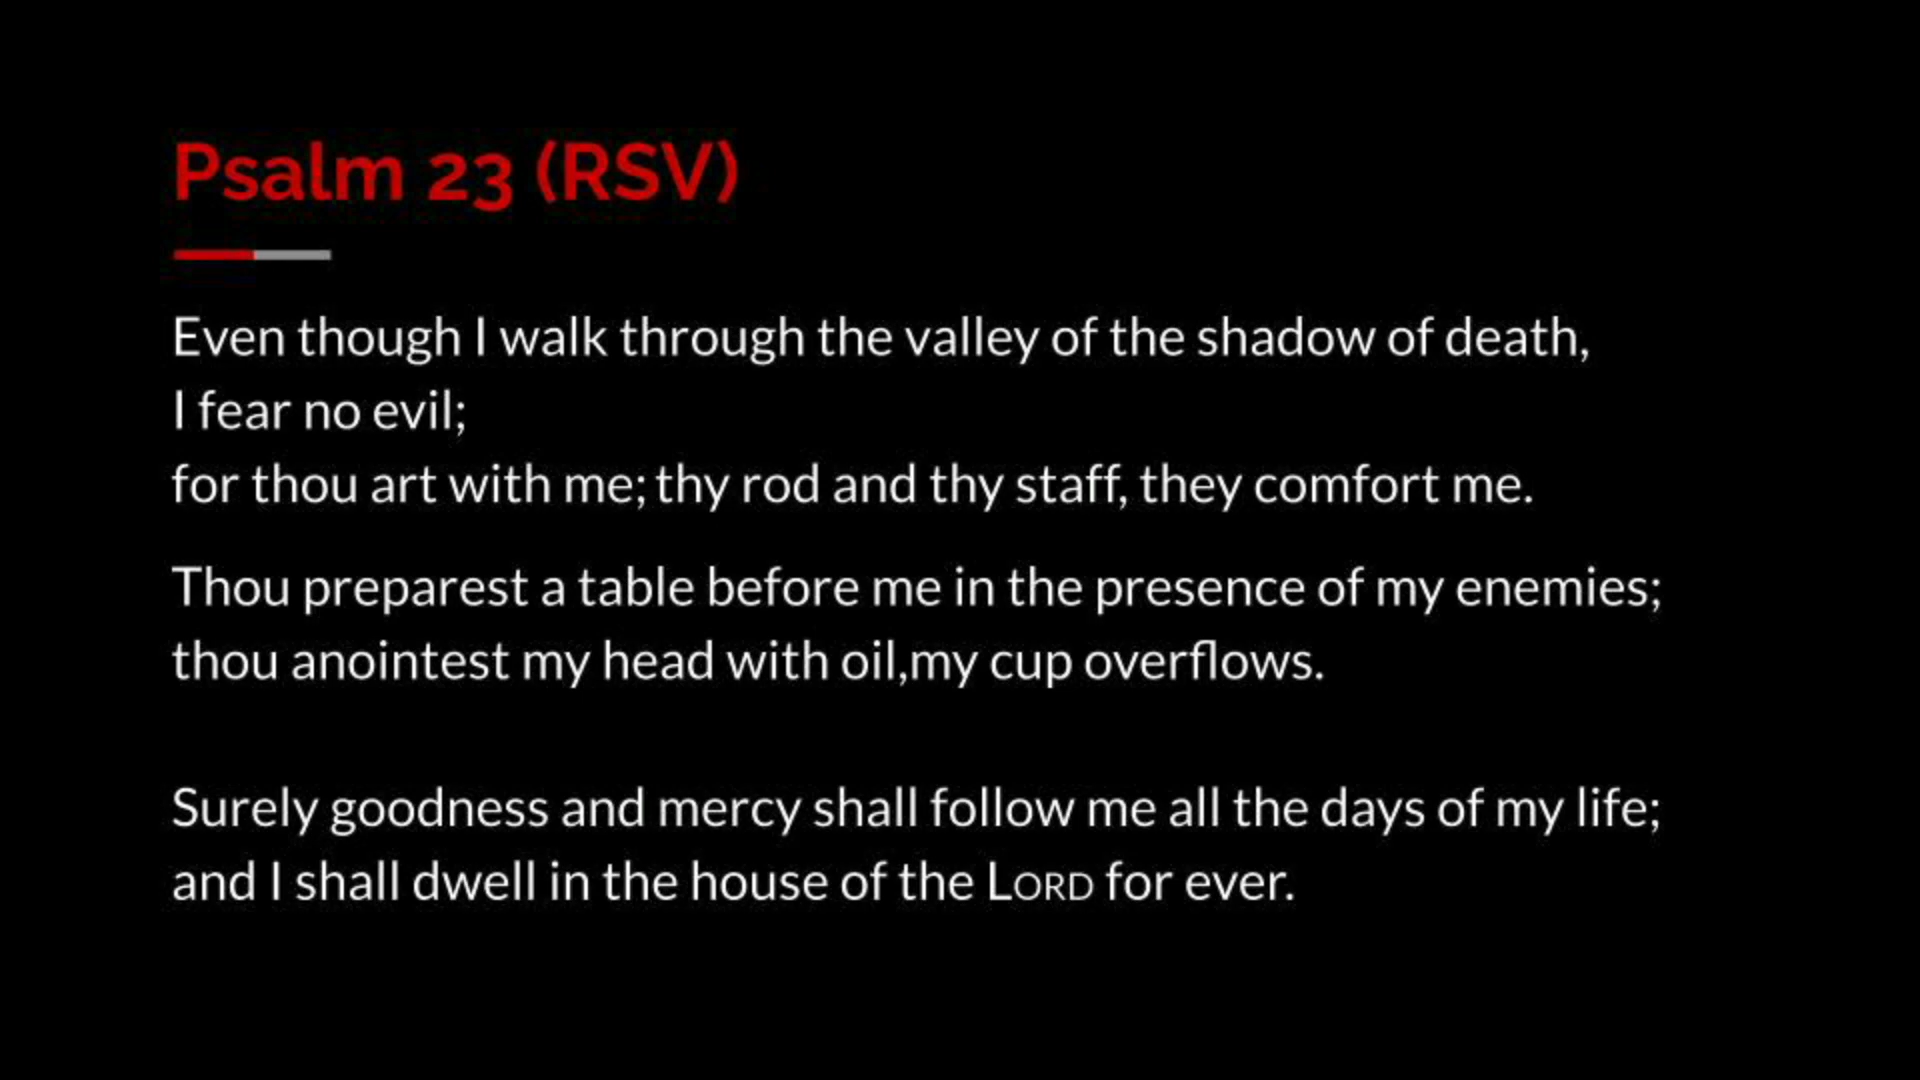 Psalm 23 (RSV)
Even though I walk through the valley of the shadow of death,
I fear no evil;
for thou art with me; thy rod and thy staff, they comfort me.
Thou preparest a table before me in the presence of my enemies;
thou anointest my head with oil,my cup overflows.
Surely goodness and mercy shall follow me all the days of my life;
and I shall dwell in the house of the LORD for ever.